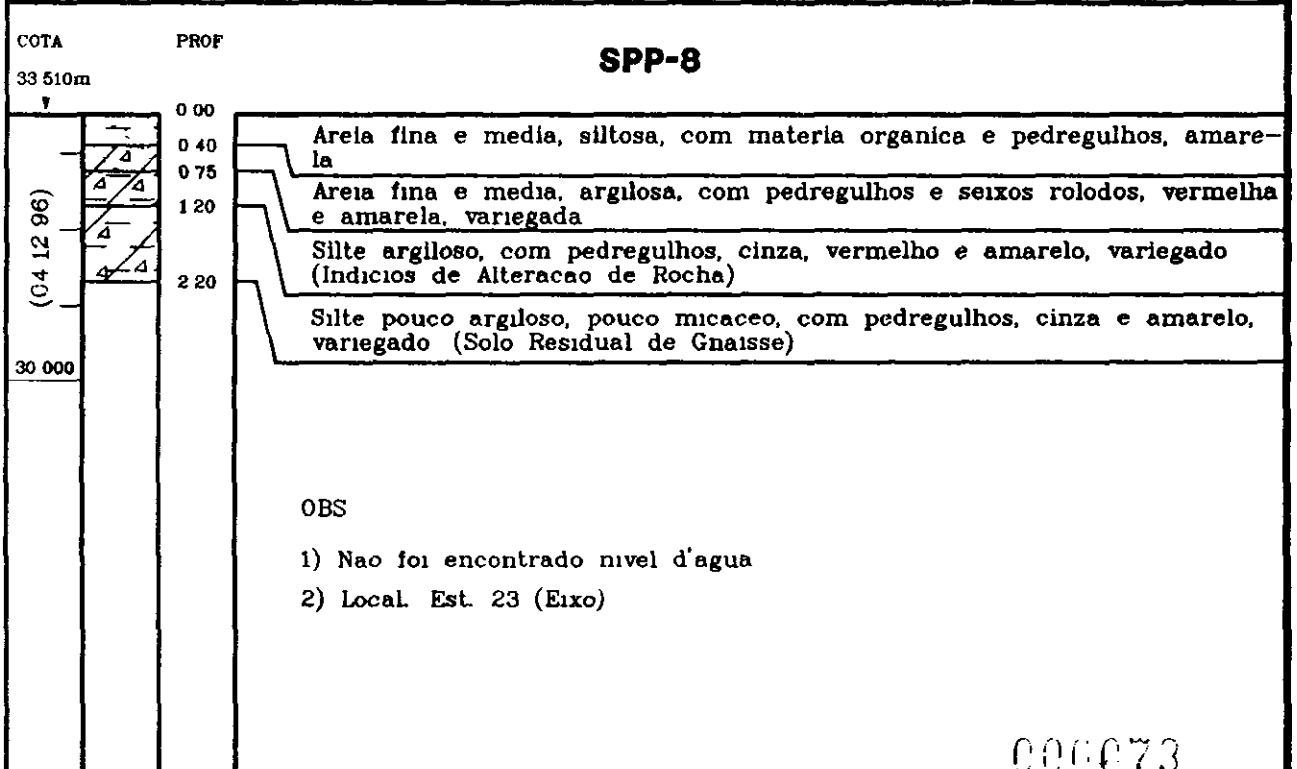 COTA PROF
SPP-8
33 510m
0 00
Areia fina e media, siltosa, com materia organica e pedregulhos, amare-
la
0 40
0 75
Areia fina e media, argilosa, com pedregulhos e seixos rolodos, vermelha
e amarela, variegada
1 20
Silte argiloso, com pedregulhos, cinza, vermelho e amarelo, variegado
(Indicios de Alteracao de Rocha)
2 20
(04 12 96)
Silte pouco argiloso, pouco micaceo, com pedregulhos, cinza e amarelo,
variegado (Solo Residual de Gnaisse)
30 000
OBS
1) Nao foi encontrado nivel d'agua
2) Local. Est. 23 (Eixo)